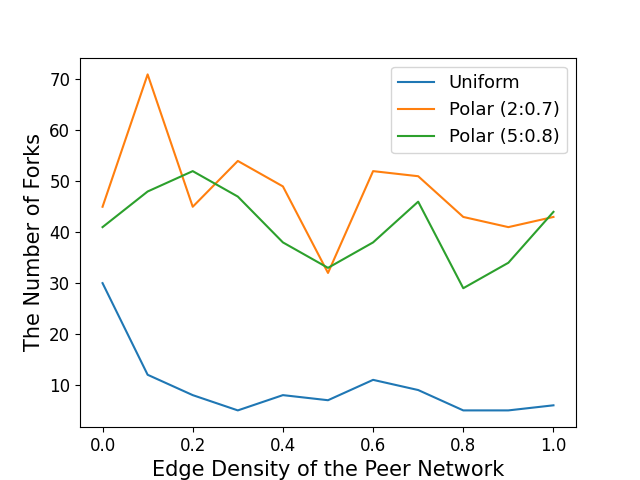 Uniform
Polar (2:0.7)
Polar (5:0.8)
The Number of Forks
70
60
50
40
30
20
10
0.0 0.2 0.4 0.6 0.8 1.0
Edge Density of the Peer Network